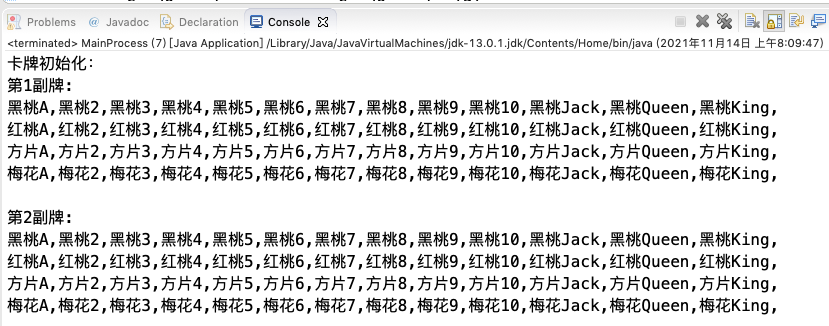 Problems @ Javadoc Declaration Console
<terminated> MainProcess (7) [Java Application] /Library/Java/JavaVirtualMachines/jdk-13.0.1.jdk/Contents/Home/bin/java (2021年11月14日 上午8:09:47)
卡牌初始化:
第1副牌:
黑桃A,黑桃2,黑桃3,黑桃4,黑桃5,黑桃6,黑桃7,黑桃8,黑桃9,黑桃10,黑桃Jack,黑桃Queen,黑桃King,
红桃A,红桃2,红桃3,红桃4,红桃5,红桃6,红桃7,红桃8,红桃9,红桃10,红桃Jack,红桃Queen,红桃King,
方片A,方片2,方片3,方片4,方片5,方片6,方片7,方片8,方片9,方片10,方片Jack,方片Queen,方片King,
梅花A,梅花2,梅花3,梅花4,梅花5,梅花6,梅花7,梅花8,梅花9,梅花10,梅花Jack,梅花Queen,梅花King,
第2副牌:
黑桃A,黑桃2,黑桃3,黑桃4,黑桃5,黑桃6,黑桃7,黑桃8,黑桃9,黑桃10,黑桃Jack,黑桃Queen,黑桃King,
红桃A,红桃2,红桃3,红桃4,红桃5,红桃6,红桃7,红桃8,红桃9,红桃10,红桃Jack,红桃Queen,红桃King,
方片A,方片2,方片3,方片4,方片5,方片6,方片7,方片8,方片9,方片10,方片Jack,方片Queen,方片King,
梅花A,梅花2,梅花3,梅花4,梅花5,梅花6,梅花7,梅花8,梅花9,梅花10,梅花Jack,梅花Queen,梅花King,